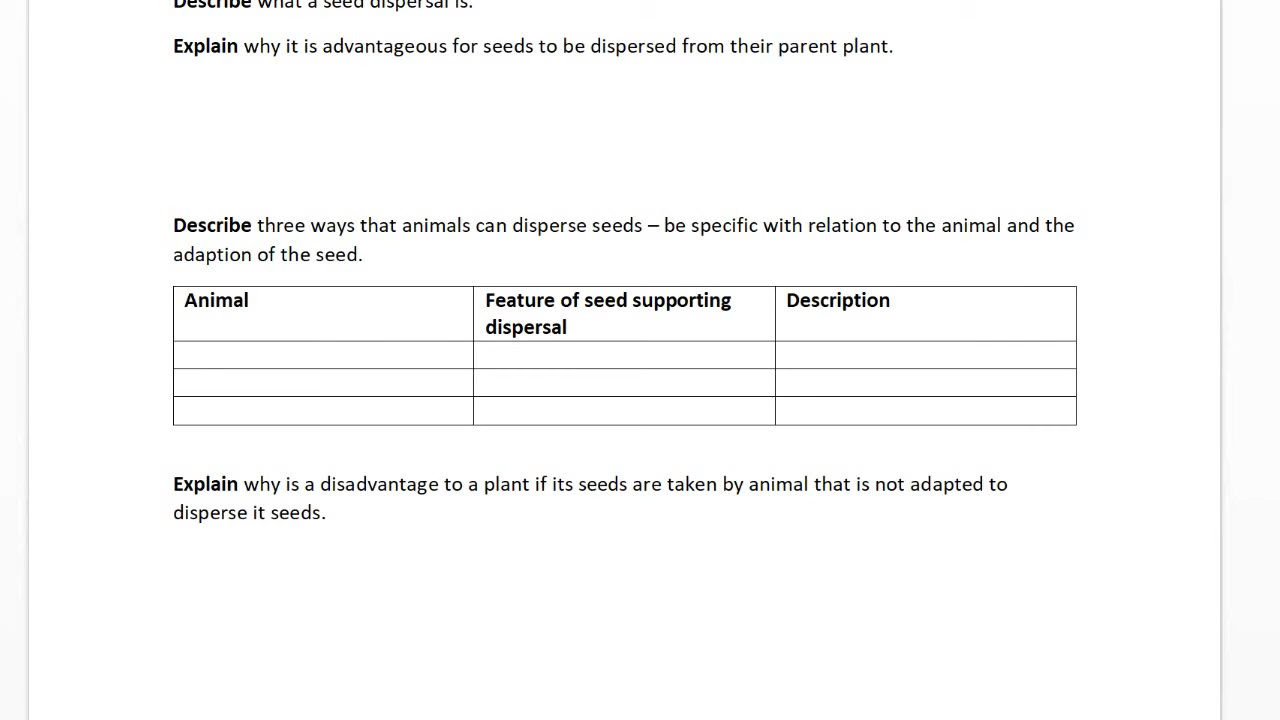 Describe what a seed dispersal is.
Explain why it is advantageous for seeds to be dispersed from their parent plant.
Describe three ways that animals can disperse seeds – be specific with relation to the animal and the
adaption of the seed.
Animal
Feature of seed supporting
dispersal
Description
Explain why is a disadvantage to a plant if its seeds are taken by animal that is not adapted to
disperse it seeds.